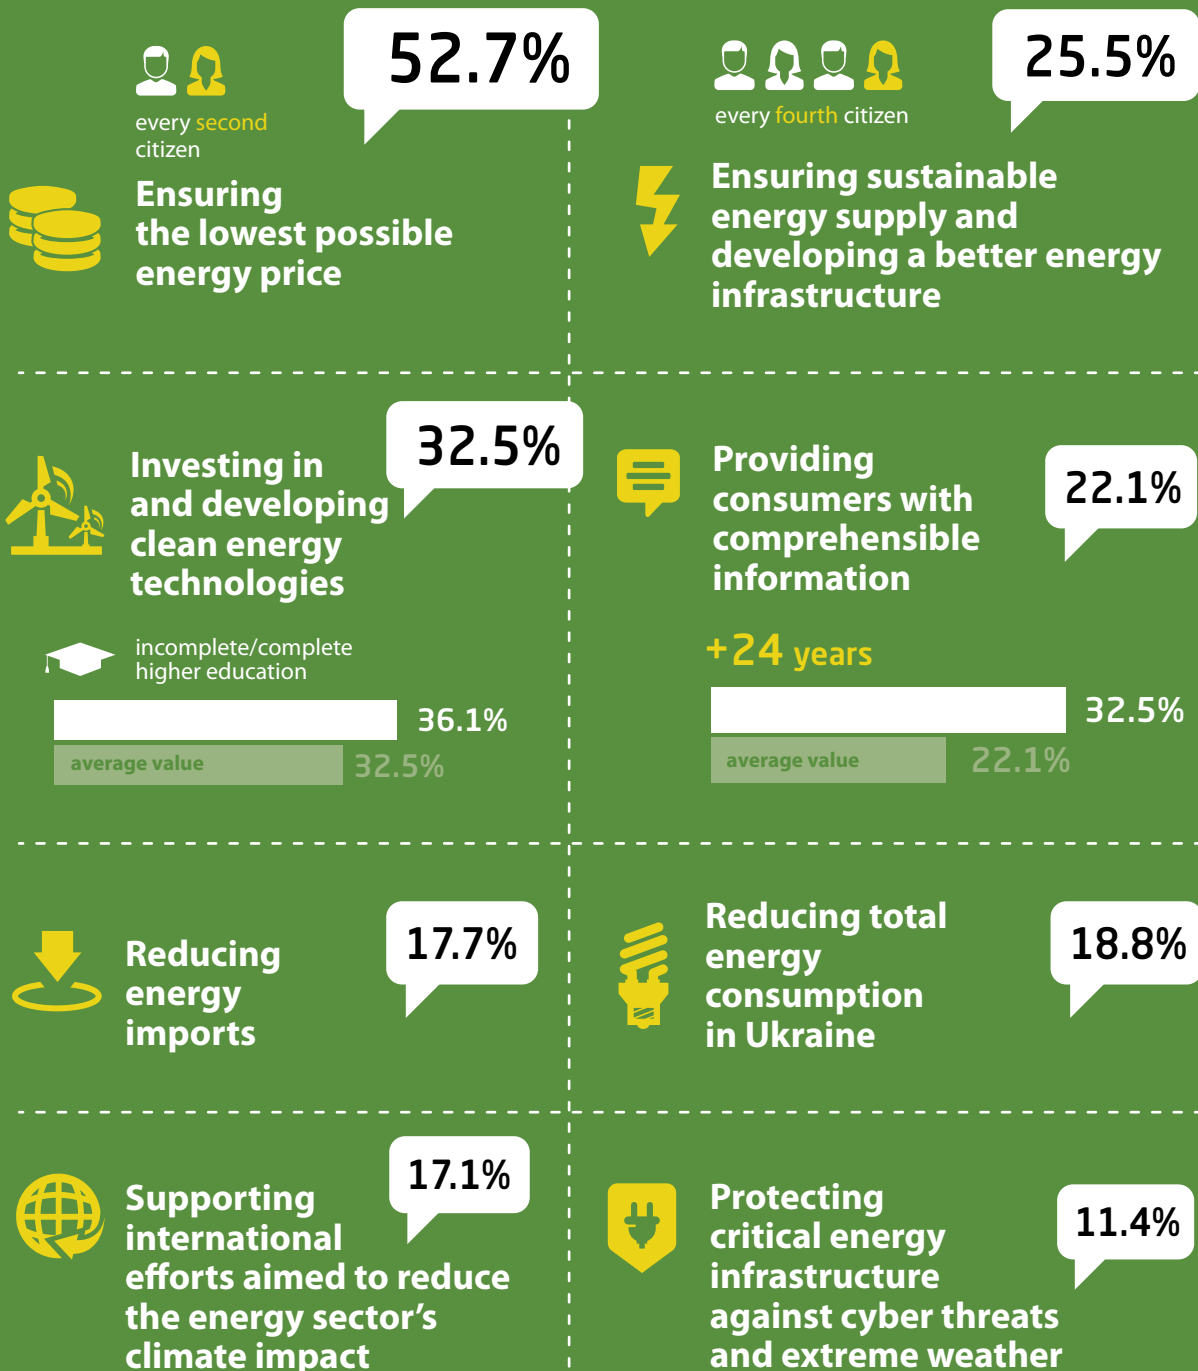 52.7%
every second
citizen
Ensuring
the lowest possible
energy price
25.5%
every fourth citizen
Ensuring sustainable
energy supply and
developing a better energy
infrastructure
32.5%
Investing in
and developing
clean energy
technologies
incomplete/complete
higher education
36.1%
average value 32.5%
22.1%
Providing
consumers with
comprehensible
information
+24 years
32.5%
average value 22.1%
17.7%
Reducing
energy
imports
18.8%
Reducing total
energy
consumption
in Ukraine
17.1%
Supporting
international
efforts aimed to reduce
the energy sector's
climate impact
11.4%
Protecting
critical energy
infrastructure
against cyber threats
and extreme weather